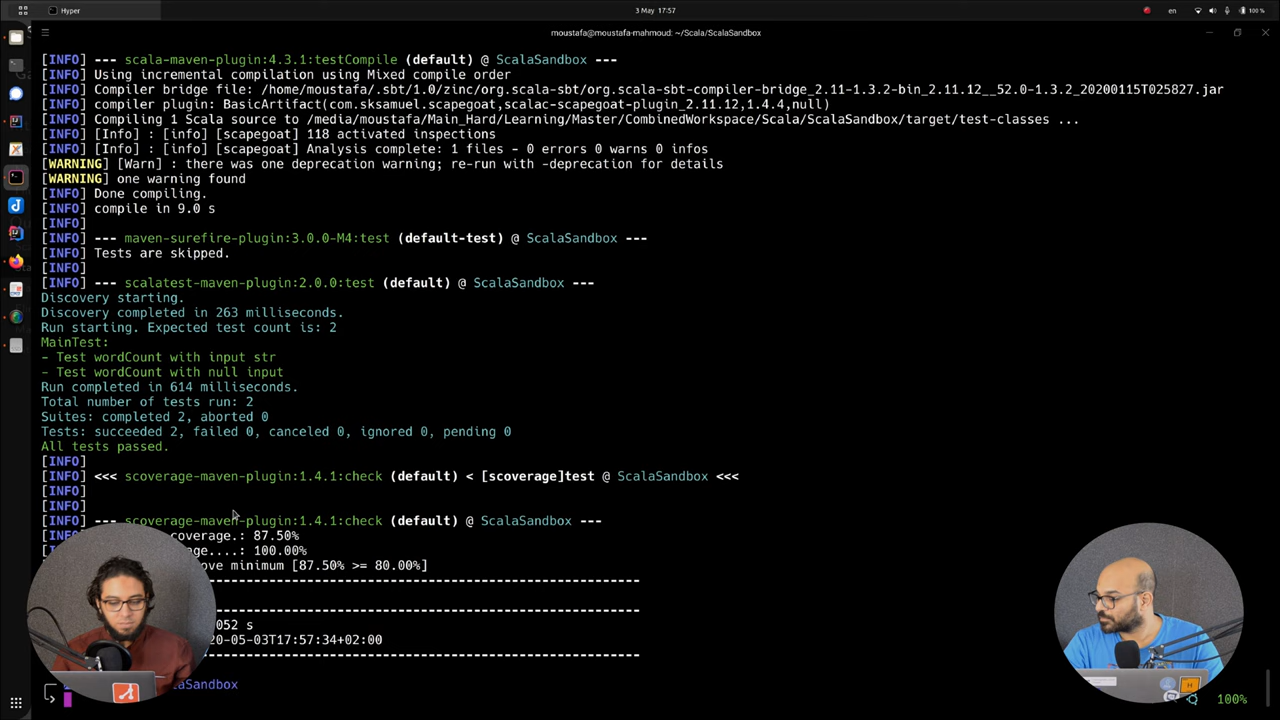 Hyper
3 May 17:57
en
100 %
moustafa@moustafa-mahmoud: ~/Scala/ScalaSandbox
[INFO] --- scala-maven-plugin:4.3.1:testCompile (default) @ ScalaSandbox ---
[INFO] Using incremental compilation using Mixed compile order
[INFO] Compiler bridge file: /home/moustafa/.sbt/1.0/zinc/org.scala-sbt/org.scala-sbt-compiler-bridge_2.11-1.3.2-bin_2.11.12__52.0-1.3.2_20200115T025827.jar
[INFO] compiler plugin: BasicArtifact(com.sksamuel.scapegoat,scalac-scapegoat-plugin_2.11.12,1.4.4,null)
[INFO] Compiling 1 Scala source to /media/moustafa/Main_Hard/Learning/Master/CombinedWorkspace/Scala/ScalaSandbox/target/test-classes ...
[INFO] [Info] : [info] [scapegoat] 118 activated inspections
[INFO] [Info] : [info] [scapegoat] Analysis complete: 1 files - 0 errors 0 warns 0 infos
[WARNING] [Warn] : there was one deprecation warning; re-run with -deprecation for details
[WARNING] one warning found
[INFO] Done compiling.
[INFO] compile in 9.0 s
[INFO]
[INFO] --- maven-surefire-plugin:3.0.0-M4:test (default-test) @ ScalaSandbox ---
[INFO] Tests are skipped.
[INFO]
[INFO] --- scalatest-maven-plugin:2.0.0:test (default) @ ScalaSandbox ---
Discovery starting.
Discovery completed in 263 milliseconds.
Run starting. Expected test count is: 2
MainTest:
- Test wordCount with input str
- Test wordCount with null input
Run completed in 614 milliseconds.
Total number of tests run: 2
Suites: completed 2, aborted 0
Tests: succeeded 2, failed 0, canceled 0, ignored 0, pending 0
All tests passed.
[INFO]
[INFO] <<< scoverage-maven-plugin:1.4.1:check (default) < [scoverage]test @ ScalaSandbox <<<
[INFO]
[INFO]
[INFO] --- scoverage-maven-plugin:1.4.1:check (default) @ ScalaSandbox ---
overage.: 87.50%
age....: 100.00%
ove minimum [87.50% >= 80.00%]
052 s
20-05-03T17:57:34+02:00
laSandbox
100%